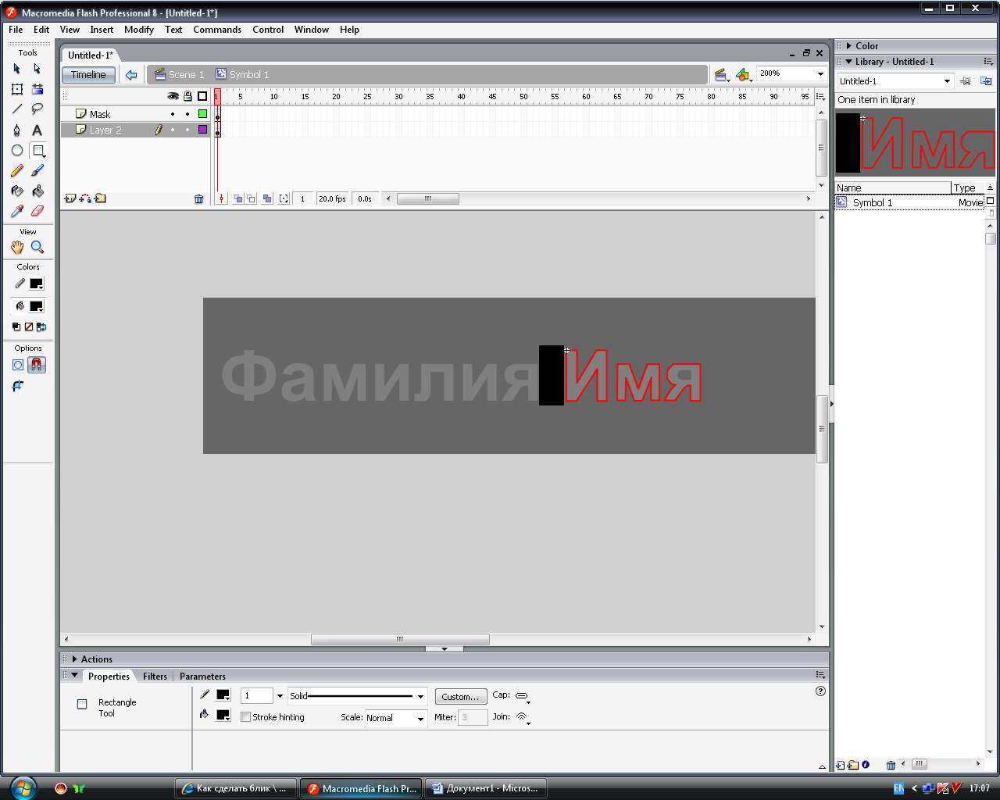 Macromedia Flash Professional 8 - [Untitled-1*]
File Edit View Insert Modify Text Commands Control Window Help
Tools
View
Colors
Options
Untitled-1*
Timeline
Scene 1
Symbol 1
200%
1 5 10 15 20 25 30 35 40 45 50 55 60 65 70 75 80 85 90 95
Mask
Layer 2
1 20.0 fps 0.0s
Фамилия Имя
Color
Library - Untitled-1
Untitled-1
One item in library
Имя
Name Type
Symbol 1 Movie
Actions
Properties Filters Parameters
Rectangle
Tool
1 Solid Custom... Cap:
Stroke hinting Scale: Normal Miter: 3 Join:
Как сделать блик \ ...
Macromedia Flash Pr...
Документ1 - Micros...
EN
17:07